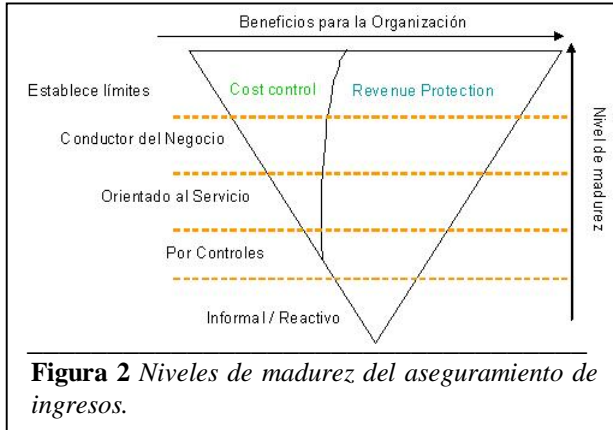 Beneficios para la Organización
Establece límites
Cost control
Revenue Protection
Conductor del Negocio
Orientado al Servicio
Por Controles
Informal / Reactivo
Nivel de madurez
Figura 2 Niveles de madurez del aseguramiento de
ingresos.